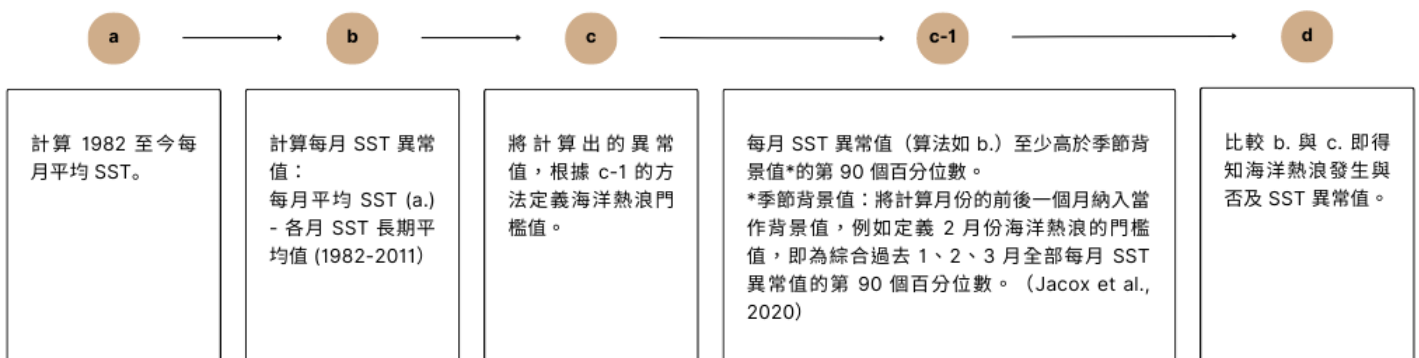 a
b
c
c-1
d
計算 1982 至今每
月平均 SST。
計算每月 SST 異常
值：
每月平均 SST (a.)
- 各月 SST 長期平
均值 (1982-2011）
將計算出的異常
值，根據 c-1 的方
法定義海洋熱浪門
檻值。
每月 SST 異常值（算法如 b.）至少高於季節背
景值*的第 90 個百分位數。
*季節背景值：將計算月份的前後一個月納入當
作背景值，例如定義 2 月份海洋熱浪的門檻
值，即為綜合過去 1、2、3 月全部每月 SST
異常值的第 90 個百分位數。（Jacox et al.,
2020）
比較 b. 與 c. 即得
知海洋熱浪發生與
否及 SST 異常值。